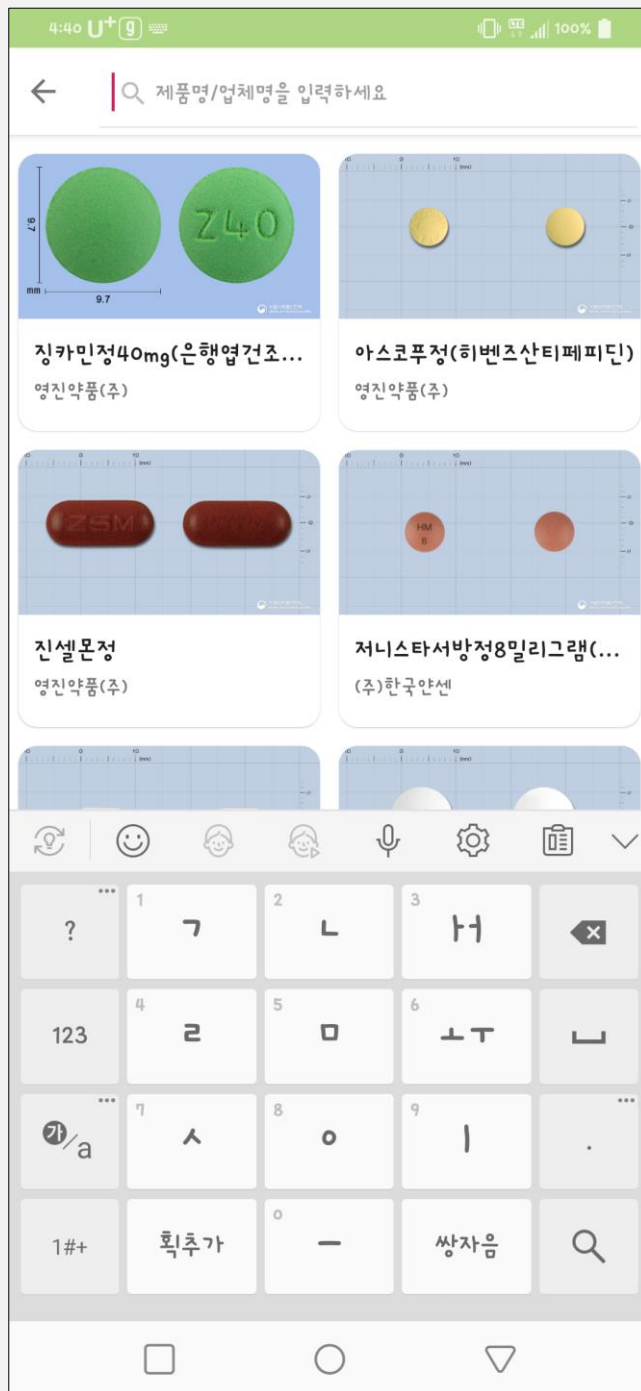 4:40 U+ g LTE 100%
제품명/업체명을 입력하세요
9.7 mm 9.7 Z40
징카민정40mg(은행엽건조...
영진약품(주)
아스코푸정(히벤즈산티페피딘)
영진약품(주)
ZSM
진셀몬정
영진약품(주)
HM
8
저니스타서방정8밀리그램(...
(주)한국얀센
? 1 ㄱ 2 ㄴ 3 ㅏㅓ
123 4 ㄹ 5 ㅁ 6 ㅗㅜ
가/a 7 ㅅ 8 ㅇ 9 ㅣ .
1#+ 획추가 0 ㅡ 쌍자음